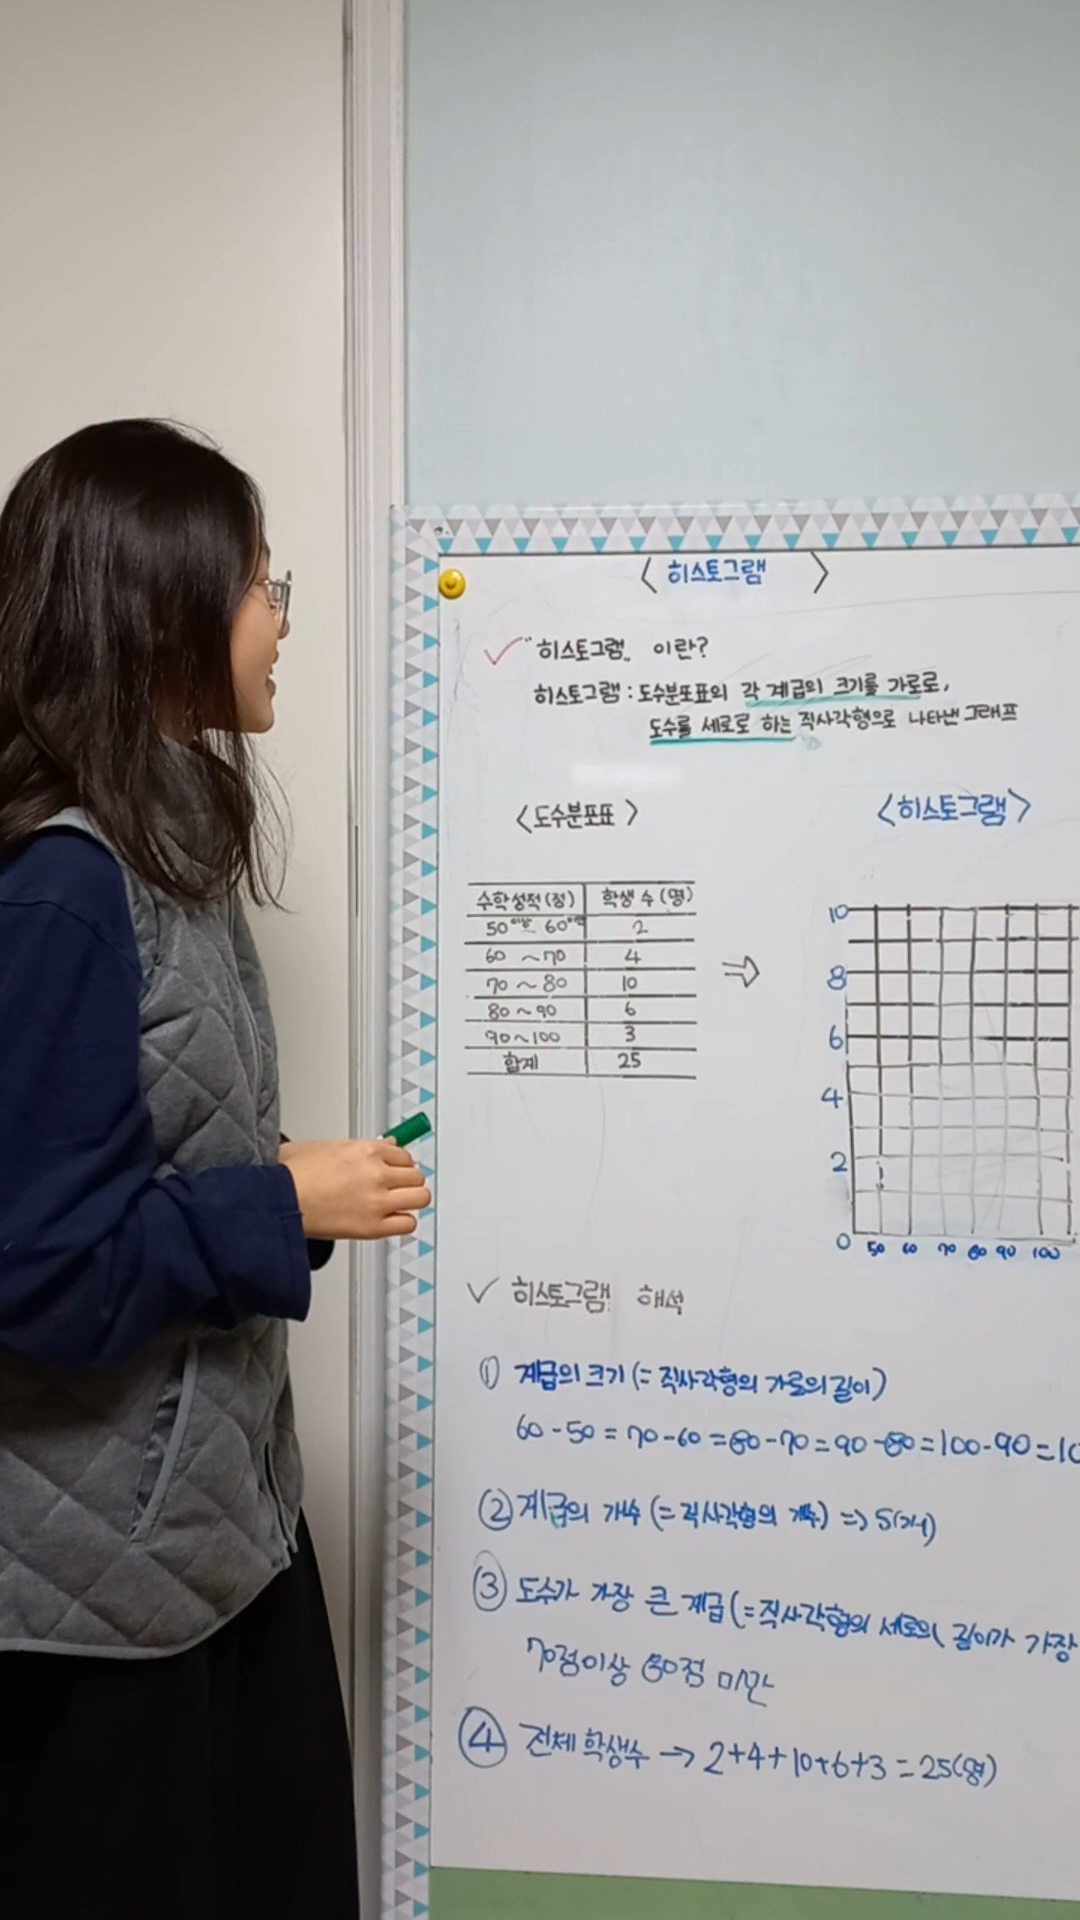 〈 히스토그램 〉
✓ "히스토그램„ 이란?
히스토그램 : 도수분포표의 각 계급의 크기를 가로로,
도수를 세로로 하는 직사각형으로 나타낸 그래프
〈도수분포표〉
수학성적(점) 학생 수 (명)
50이상~ 60미만 2
60 ~70 4
70 ~ 80 10
80 ~ 90 6
90~100 3
합계 25
⇒
〈히스토그램〉
10
8
6
4
2
0 50 60 70 80 90 100
✓ 히스토그램 해석
① 계급의 크기 (= 직사각형의 가로의 길이)
60-50 = 70-60 = 80-70 = 90-80 = 100-90 = 10
② 계급의 개수 (= 직사각형의 개수) => 5(개)
③ 도수가 가장 큰 계급 (= 직사각형의 세로의 길이가 가장
70점이상 80점 미만
④ 전체 학생수 → 2+4+10+6+3 = 25(명)